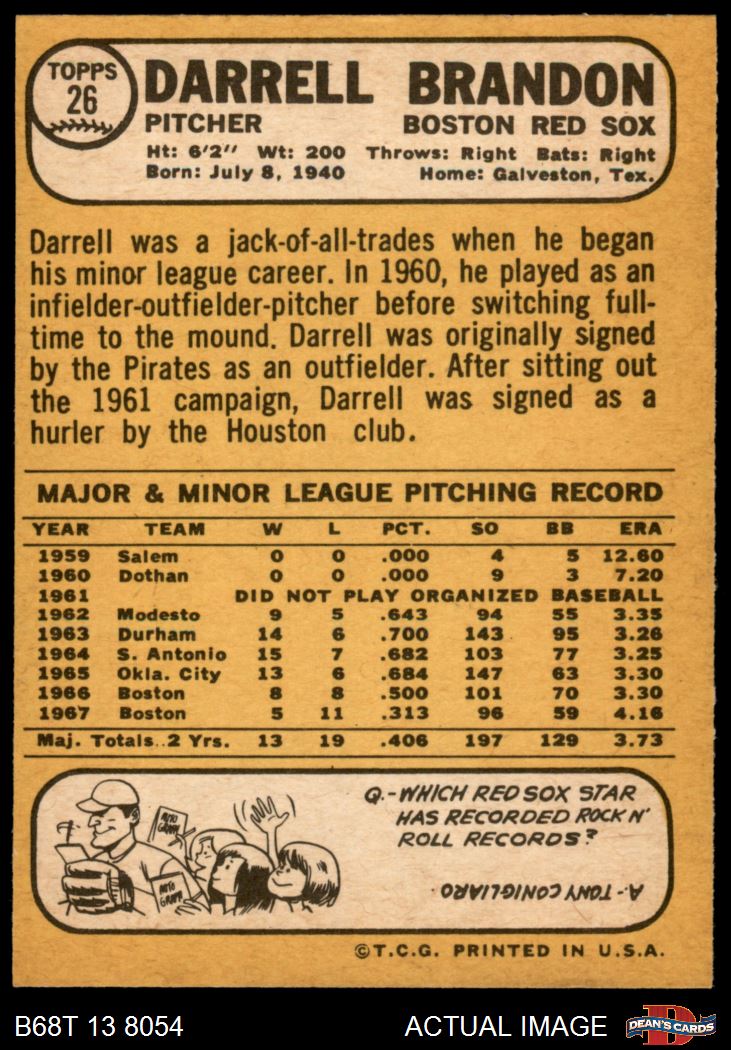 TOPPS
26
DARRELL BRANDON
PITCHER BOSTON RED SOX
Ht: 6'2" Wt: 200 Throws: Right Bats: Right
Born: July 8, 1940 Home: Galveston, Tex.
Darrell was a jack-of-all-trades when he began
his minor league career. In 1960, he played as an
infielder-outfielder-pitcher before switching full-
time to the mound. Darrell was originally signed
by the Pirates as an outfielder. After sitting out
the 1961 campaign, Darrell was signed as a
hurler by the Houston club.
MAJOR & MINOR LEAGUE PITCHING RECORD
YEAR TEAM W L PCT. SO BB ERA
1959 Salem 0 0 .000 4 5 12.60
1960 Dothan 0 0 .000 9 3 7.20
1961 DID NOT PLAY ORGANIZED BASEBALL
1962 Modesto 9 5 .643 94 55 3.35
1963 Durham 14 6 .700 143 95 3.26
1964 S. Antonio 15 7 .682 103 77 3.25
1965 Okla. City 13 6 .684 147 63 3.30
1966 Boston 8 8 .500 101 70 3.30
1967 Boston 5 11 .313 96 59 4.16
Maj. Totals..2 Yrs. 13 19 .406 197 129 3.73
AUTO
GRAPH
AUTO
GRAPH
Q.-WHICH RED SOX STAR
HAS RECORDED ROCK N'
ROLL RECORDS?
A.-TONY CONIGLIARO.
©T.C.G. PRINTED IN U.S.A.
B68T 13 8054 ACTUAL IMAGE
D
DEAN'S CARDS